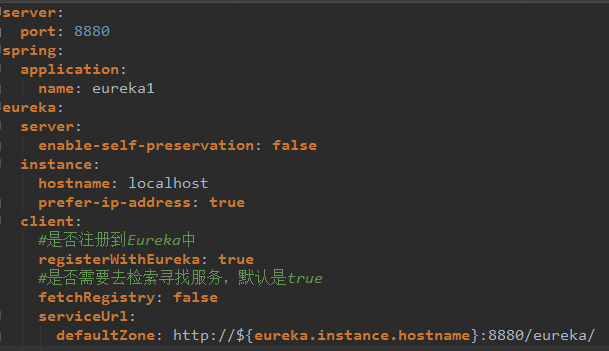 server:
  port: 8880
spring:
  application:
    name: eureka1
eureka:
  server:
    enable-self-preservation: false
  instance:
    hostname: localhost
    prefer-ip-address: true
  client:
    #是否注册到Eureka中
    registerWithEureka: true
    #是否需要去检索寻找服务，默认是true
    fetchRegistry: false
    serviceUrl:
      defaultZone: http://${eureka.instance.hostname}:8880/eureka/